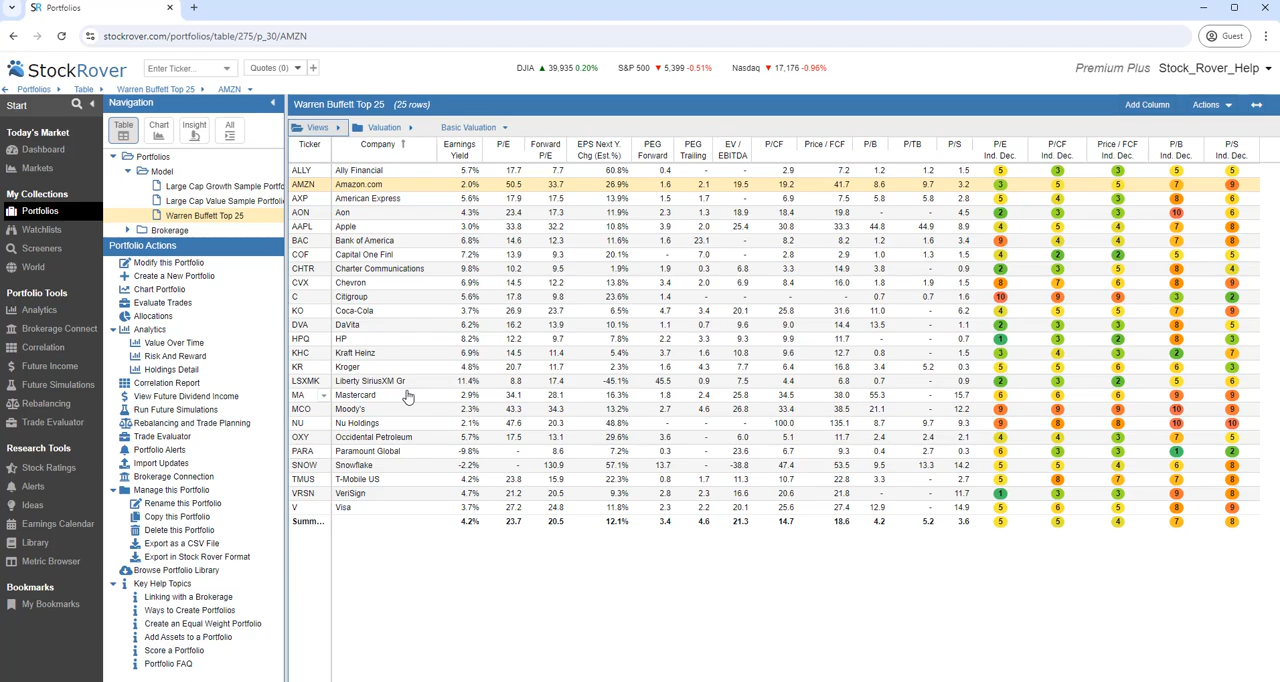 Portfolios
stockrover.com/portfolios/table/275/p_30/AMZN
Guest
StockRover
Enter Ticker...
Quotes (0)
DJIA ▲ 39,935 0.20%
S&P 500 ▼ 5,399 -0.51%
Nasdaq ▼ 17,176 -0.96%
Premium Plus
Stock_Rover_Help
Portfolios
Table
Warren Buffett Top 25
AMZN
Start
Today's Market
Dashboard
Markets
My Collections
Portfolios
Watchlists
Screeners
World
Portfolio Tools
Analytics
Brokerage Connect
Correlation
Future Income
Future Simulations
Rebalancing
Trade Evaluator
Research Tools
Stock Ratings
Alerts
Ideas
Earnings Calendar
Library
Metric Browser
Bookmarks
My Bookmarks
Navigation
Table
Chart
Insight
All
Portfolios
Model
Large Cap Growth Sample Portfo
Large Cap Value Sample Portfolio
Warren Buffett Top 25
Brokerage
Portfolio Actions
Modify this Portfolio
Create a New Portfolio
Chart Portfolio
Evaluate Trades
Allocations
Analytics
Value Over Time
Risk And Reward
Holdings Detail
Correlation Report
View Future Dividend Income
Run Future Simulations
Rebalancing and Trade Planning
Trade Evaluator
Portfolio Alerts
Import Updates
Brokerage Connection
Manage this Portfolio
Rename this Portfolio
Copy this Portfolio
Delete this Portfolio
Export as a CSV File
Export in Stock Rover Format
Browse Portfolio Library
Key Help Topics
Linking with a Brokerage
Ways to Create Portfolios
Create an Equal Weight Portfolio
Add Assets to a Portfolio
Score a Portfolio
Portfolio FAQ
Warren Buffett Top 25 (25 rows)
Add Column
Actions
Views
Valuation
Basic Valuation
Ticker Company Earnings Yield P/E Forward P/E EPS Next Y. Chg (Est.%) PEG Forward PEG Trailing EV / EBITDA P/CF Price / FCF P/B P/TB P/S P/E Ind. Dec. P/CF Ind. Dec. Price / FCF Ind. Dec. P/B Ind. Dec. P/S Ind. Dec.
ALLY Ally Financial 5.7% 17.7 7.7 60.8% 0.4 - - 2.9 7.2 1.2 1.2 1.5 5 3 3 5 5
AMZN Amazon.com 2.0% 50.5 33.7 26.9% 1.6 2.1 19.5 19.2 41.7 8.6 9.7 3.2 3 5 5 7 9
AXP American Express 5.6% 17.9 17.5 13.9% 1.6 1.7 - 6.9 7.5 5.8 5.8 2.8 5 4 3 8 6
AON Aon 4.3% 23.4 17.3 11.9% 2.3 1.3 18.9 18.4 19.8 - - 4.5 2 3 3 10 6
AAPL Apple 3.0% 33.8 32.2 10.8% 3.9 2.0 25.4 30.8 33.3 44.8 44.9 8.9 4 5 4 7 8
BAC Bank of America 6.8% 14.6 12.3 11.6% 1.6 23.1 - 8.2 8.2 1.2 1.6 3.4 9 4 4 7 8
COF Capital One Finl 7.2% 13.9 9.3 20.1% - 7.0 - 2.8 2.9 1.0 1.3 1.5 4 2 2 5 5
CHTR Charter Communications 9.8% 10.2 9.5 1.9% 1.9 0.3 6.8 3.3 14.9 3.8 - 0.9 2 3 5 8 4
CVX Chevron 6.9% 14.5 12.2 13.8% 3.4 2.0 6.9 8.4 16.0 1.8 1.9 1.5 8 7 6 8 9
C Citigroup 5.6% 17.8 9.8 23.6% - - - - - 0.7 0.7 1.6 10 9 9 3 2
KO Coca-Cola 3.7% 26.9 23.7 6.5% 4.7 3.4 20.1 25.8 31.6 11.0 - 6.2 4 5 5 7 9
DVA DaVita 6.2% 16.2 13.9 10.1% 1.1 0.7 9.6 9.0 14.4 13.5 - 1.1 2 3 3 8 5
HPQ HP 8.2% 12.2 9.7 7.8% 2.2 3.3 9.3 9.9 11.7 - - 0.7 1 3 2 8 3
KHC Kraft Heinz 6.9% 14.5 11.4 5.4% 3.7 1.6 10.8 9.6 12.7 0.8 - 1.5 3 4 3 2 7
KR Kroger 4.8% 20.7 11.7 2.3% 1.6 4.3 7.7 6.4 19.8 3.4 5.2 0.3 5 5 6 6 3
LSXMK Liberty SiriusXM Gr 11.4% 8.8 17.4 -45.1% 45.5 0.9 7.5 4.4 6.8 0.7 - 0.9 2 3 2 5 6
MA Mastercard 2.9% 34.1 28.1 16.3% 1.8 2.4 25.8 34.5 38.0 55.3 - 15.7 6 6 6 9 9
MCO Moody's 2.3% 43.3 34.3 13.2% 2.7 4.6 26.8 33.4 38.5 21.1 - 12.2 9 9 9 10 9
NU Nu Holdings 2.1% 47.6 20.3 48.8% - - - 100.0 135.1 8.7 9.7 9.3 9 8 8 10 10
OXY Occidental Petroleum 5.7% 17.5 13.1 29.6% 3.6 - 6.0 5.1 11.7 2.4 2.4 2.1 4 4 3 7 5
PARA Paramount Global -9.8% - 8.6 7.2% 0.3 - 23.6 6.7 9.3 0.4 2.7 0.3 6 3 3 1 2
SNOW Snowflake -2.2% - 130.9 57.1% 13.7 - -38.8 47.4 53.5 9.5 13.3 14.2 5 5 4 6 8
TMUS T-Mobile US 4.2% 23.8 15.9 22.3% 0.8 1.7 11.3 10.7 22.8 3.3 - 2.7 5 8 7 7 8
VRSN VeriSign 4.7% 21.2 20.5 9.3% 2.8 2.3 16.6 20.6 21.8 - - 11.7 1 3 3 9 8
V Visa 3.7% 27.2 24.8 11.8% 2.3 2.2 20.1 25.6 27.4 12.9 - 14.9 5 6 5 8 9
Summ... 4.2% 23.7 20.5 12.1% 3.4 4.6 21.3 14.7 18.6 4.2 5.2 3.6 5 5 4 7 8